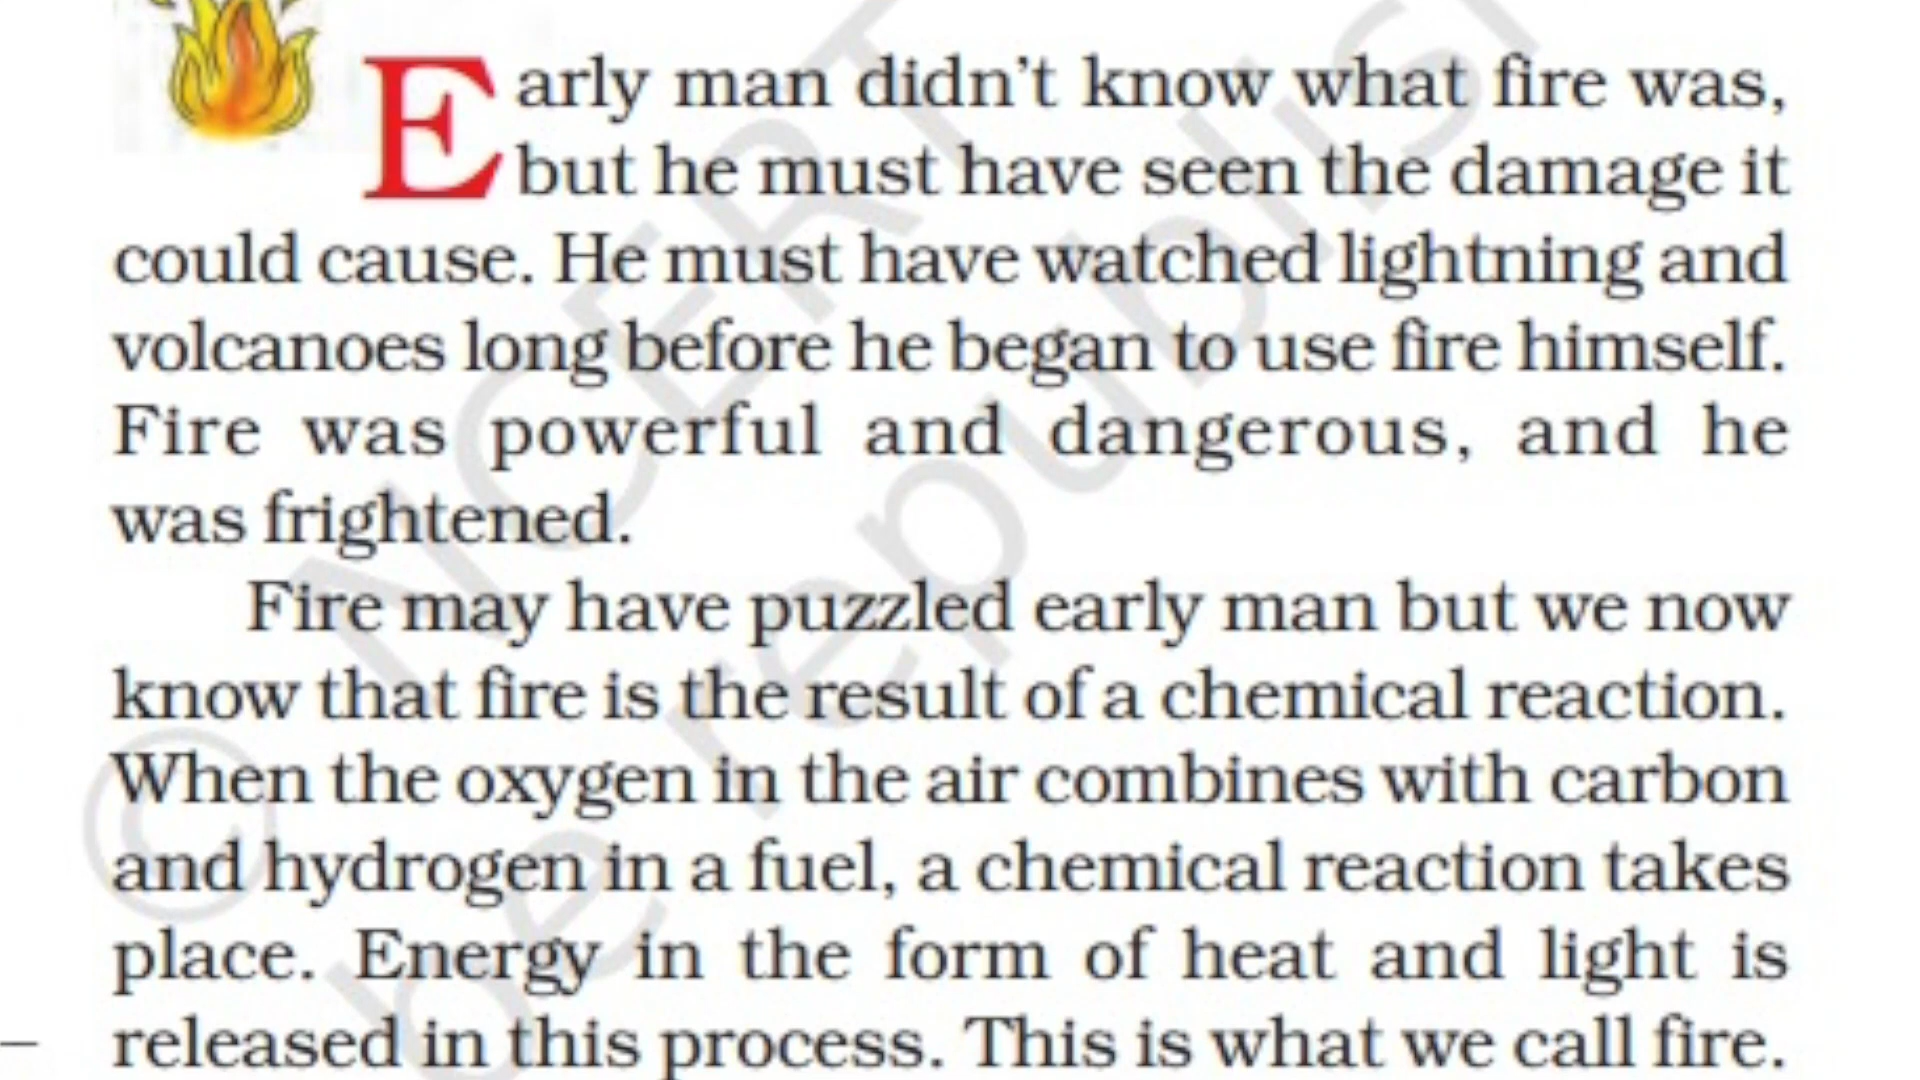 Early man didn't know what fire was,
but he must have seen the damage it
could cause. He must have watched lightning and
volcanoes long before he began to use fire himself.
Fire was powerful and dangerous, and he
was frightened.
Fire may have puzzled early man but we now
know that fire is the result of a chemical reaction.
When the oxygen in the air combines with carbon
and hydrogen in a fuel, a chemical reaction takes
place. Energy in the form of heat and light is
released in this process. This is what we call fire.
© NCERT
be republis